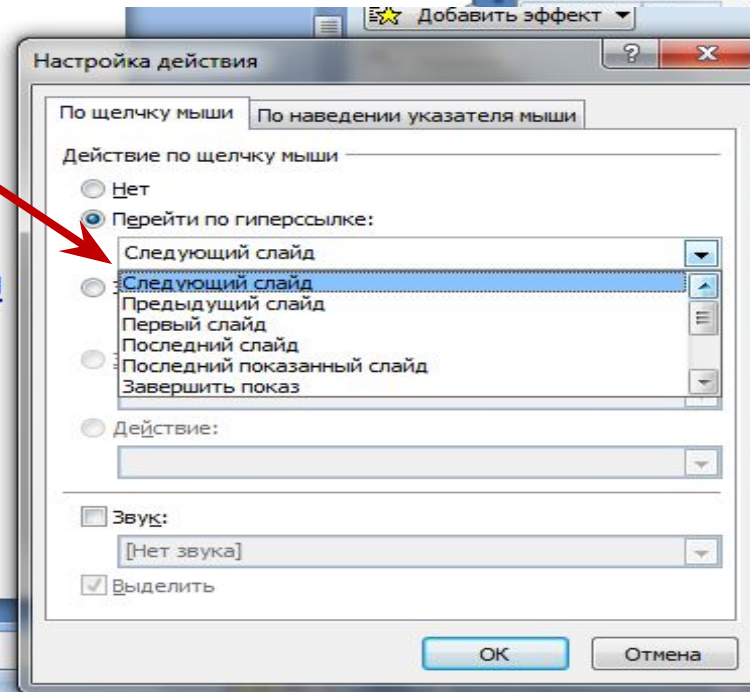 Добавить эффект
Настройка действия
По щелчку мыши По наведении указателя мыши
Действие по щелчку мыши
Нет
Перейти по гиперссылке:
Следующий слайд
Следующий слайд
Предыдущий слайд
Первый слайд
Последний слайд
Последний показанный слайд
Завершить показ
Действие:
Звук:
[Нет звука]
Выделить
ОК Отмена